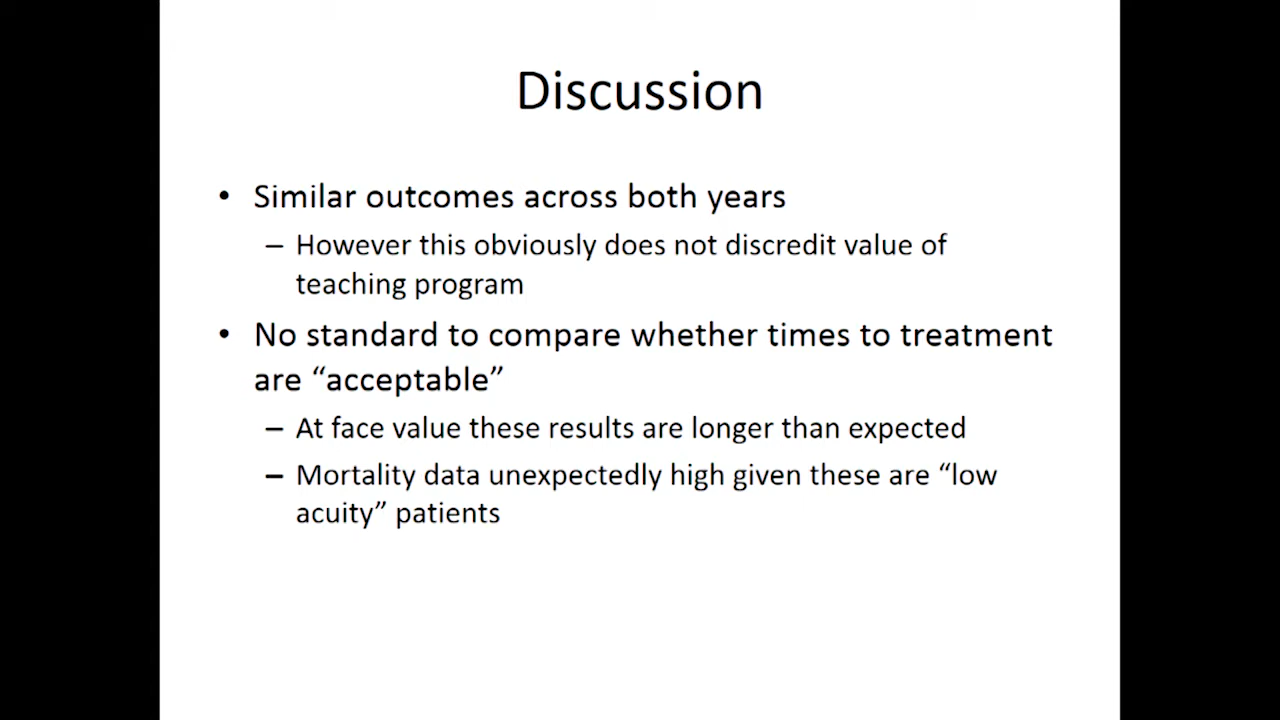 Discussion
• Similar outcomes across both years
– However this obviously does not discredit value of
teaching program
• No standard to compare whether times to treatment
are “acceptable”
– At face value these results are longer than expected
– Mortality data unexpectedly high given these are “low
acuity” patients